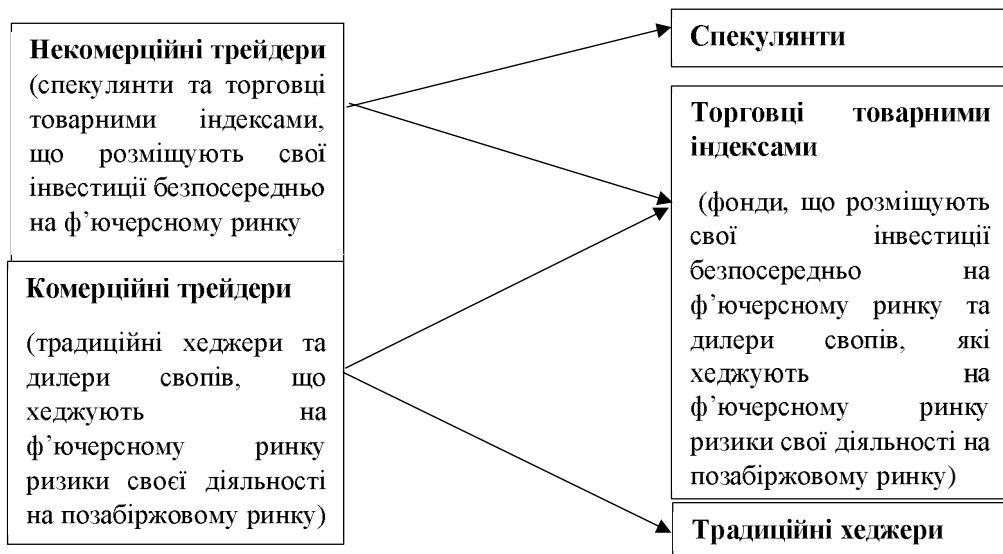 Некомерційні трейдери
(спекулянти та торговці
товарними індексами,
що розміщують свої
інвестиції безпосередньо
на ф’ючерсному ринку
Комерційні трейдери
(традиційні хеджери та
дилери свопів, що
хеджують на
ф’ючерсному ринку
ризики своєї діяльності
на позабіржовому ринку)
Спекулянти
Торговці товарними
індексами
(фонди, що розміщують
свої інвестиції
безпосередньо на
ф’ючерсному ринку та
дилери свопів, які
хеджують на
ф’ючерсному ринку
ризики свої діяльності на
позабіржовому ринку)
Традиційні хеджери